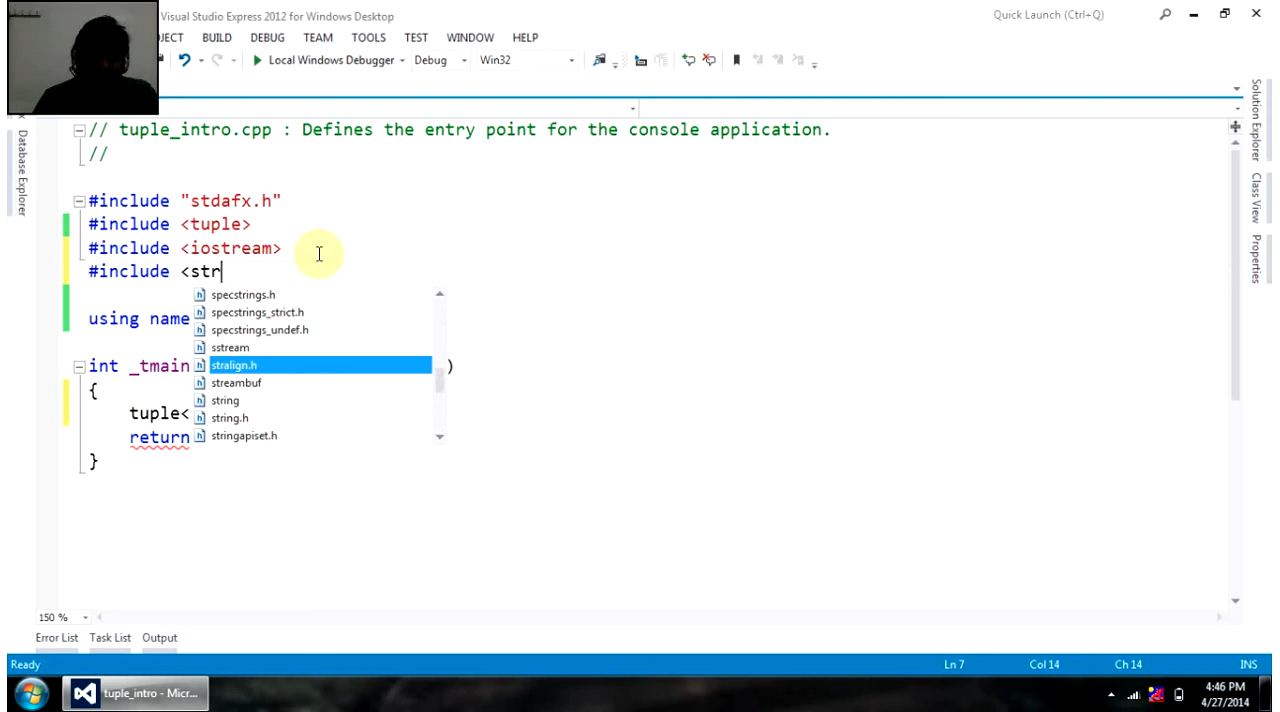 Visual Studio Express 2012 for Windows Desktop
Quick Launch (Ctrl+Q)
BUILD DEBUG TEAM TOOLS TEST WINDOW HELP
Local Windows Debugger Debug Win32
Database Explorer
Solution Explorer
Class View
Properties
// tuple_intro.cpp : Defines the entry point for the console application.
//
#include "stdafx.h"
#include <tuple>
#include <iostream>
#include <str
specstrings.h
specstrings_strict.h
specstrings_undef.h
sstream
stralign.h
streambuf
string
string.h
stringapiset.h
using name
int _tmain )
{
tuple<
return
}
150 %
Error List Task List Output
Ready Ln 7 Col 14 Ch 14 INS
tuple_intro - Micr...
4:46 PM
4/27/2014